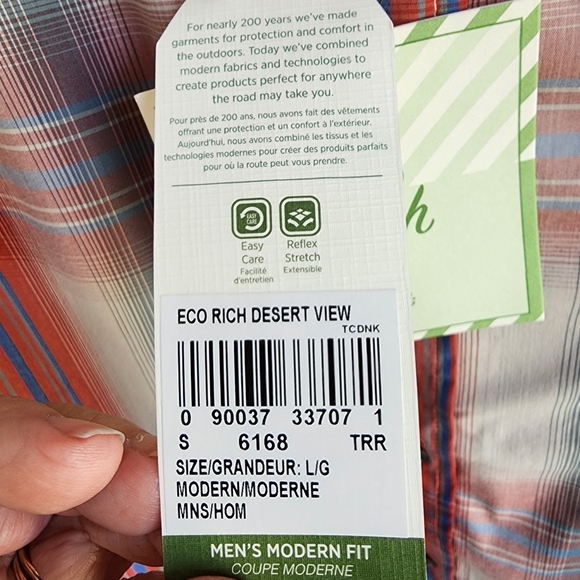 For nearly 200 years we've made
garments for protection and comfort in
the outdoors. Today we've combined
modern fabrics and technologies to
create products perfect for anywhere
the road may take you.
Pour près de 200 ans, nous avons fait des vêtements
offrant une protection et un confort à l'extérieur.
Aujourd'hui, nous avons combiné les tissus et les
technologies modernes pour créer des produits parfaits
pour où la route peut vous prendre.
EASY
CARE
Easy
Care
Facilité
d'entretien
Reflex
Stretch
Extensible
ECO RICH DESERT VIEW
TCDNK
0 90037 33707 1
S 6168 TRR
SIZE/GRANDEUR: L/G
MODERN/MODERNE
MNS/HOM
MEN'S MODERN FIT
COUPE MODERNE